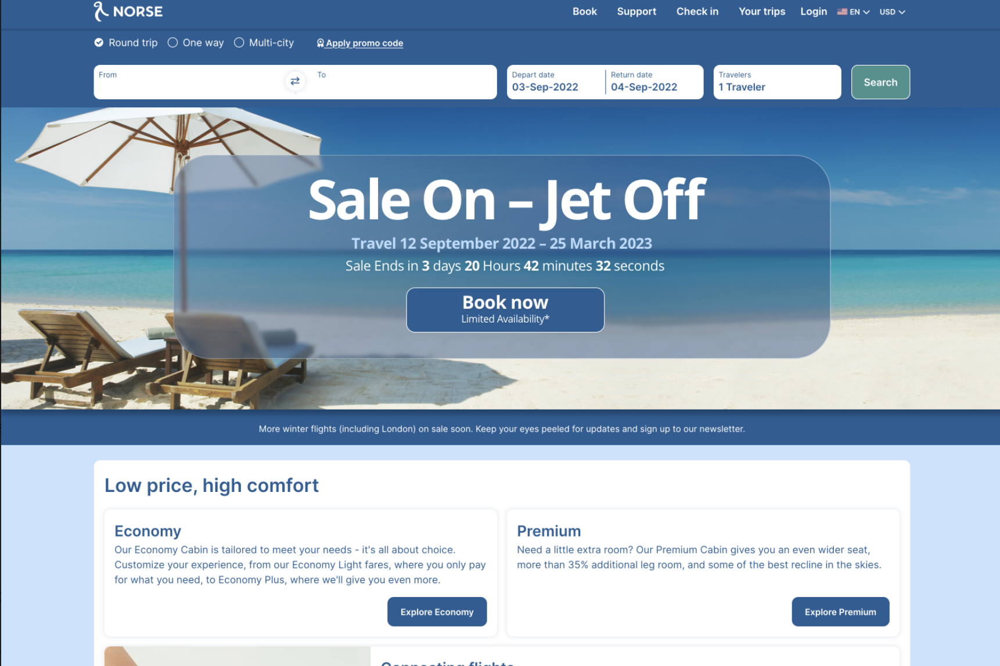 NORSE
Book Support Check in Your trips Login EN USD
Round trip One way Multi-city Apply promo code
From To Depart date Return date Travelers
03-Sep-2022 04-Sep-2022 1 Traveler Search
Sale On – Jet Off
Travel 12 September 2022 – 25 March 2023
Sale Ends in 3 days 20 Hours 42 minutes 32 seconds
Book now
Limited Availability*
More winter flights (including London) on sale soon. Keep your eyes peeled for updates and sign up to our newsletter.
Low price, high comfort
Economy
Our Economy Cabin is tailored to meet your needs - it's all about choice.
Customize your experience, from our Economy Light fares, where you only pay
for what you need, to Economy Plus, where we'll give you even more.
Explore Economy
Premium
Need a little extra room? Our Premium Cabin gives you an even wider seat,
more than 35% additional leg room, and some of the best recline in the skies.
Explore Premium
Connecting flights